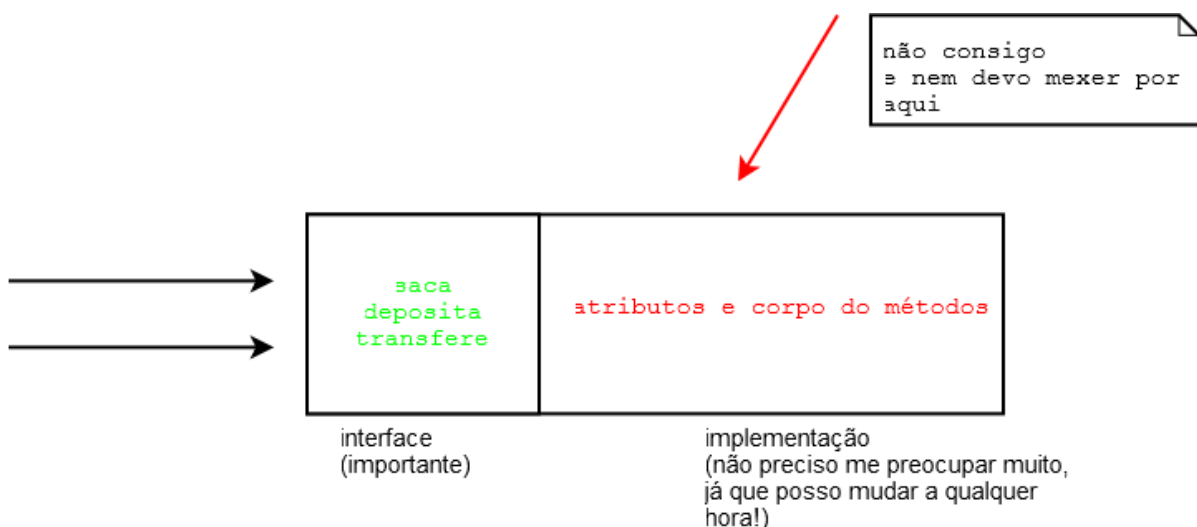 não consigo
e nem devo mexer por
aqui
saca
deposita
transfere
atributos e corpo do métodos
interface
(importante)
implementação
(não preciso me preocupar muito,
já que posso mudar a qualquer
hora!)